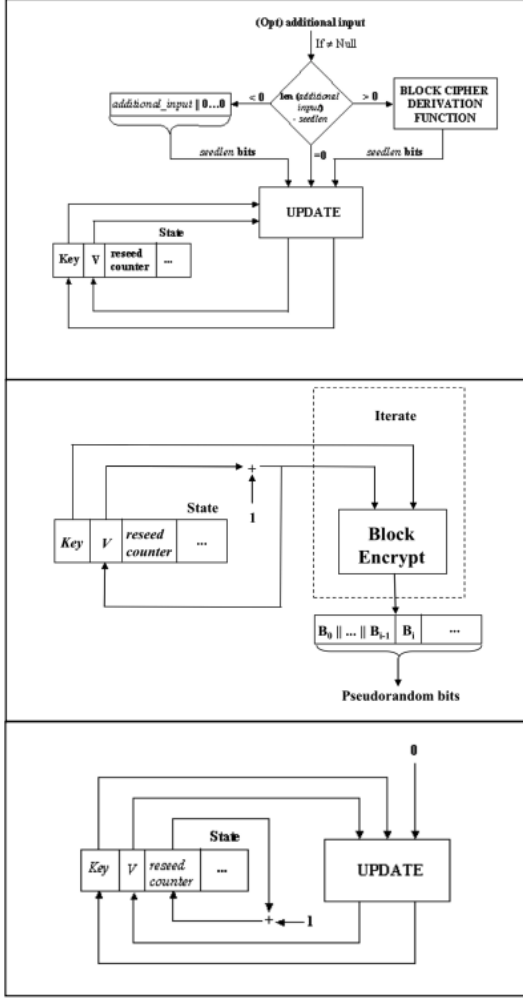 (Opt) additional input
If ≠ Null
additional_input || 0...0
< 0
len (additional
input)
- seedlen
> 0
BLOCK CIPHER
DERIVATION
FUNCTION
seedlen bits
=0
seedlen bits
UPDATE
State
Key
V
reseed
counter
...
Iterate
+
1
State
Key
V
reseed
counter
...
Block
Encrypt
B0 || ... || Bi-1
Bi
...
Pseudorandom bits
0
State
Key
V
reseed
counter
...
UPDATE
+
1